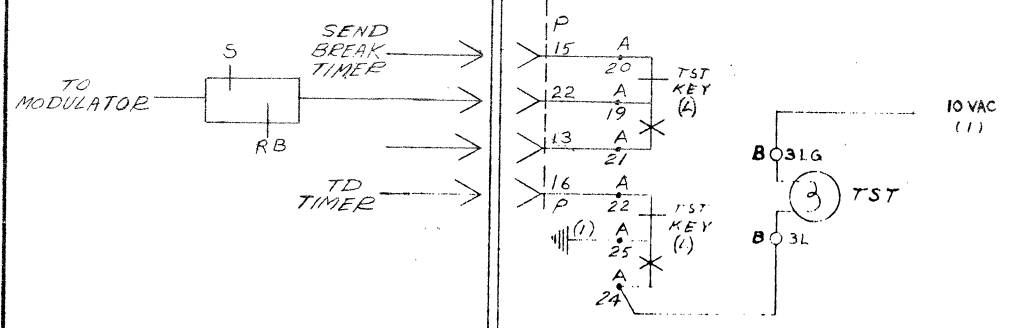 SEND
BREAK
TIMER
S
TO
MODULATOR
RB
TD
TIMER
P
15
A
20
TST
KEY
(L)
22
A
19
13
A
21
16
P
A
22
TST
KEY
(L)
(1)
A
25
A
24
10 VAC
(1)
B 3LG
TST
B 3L